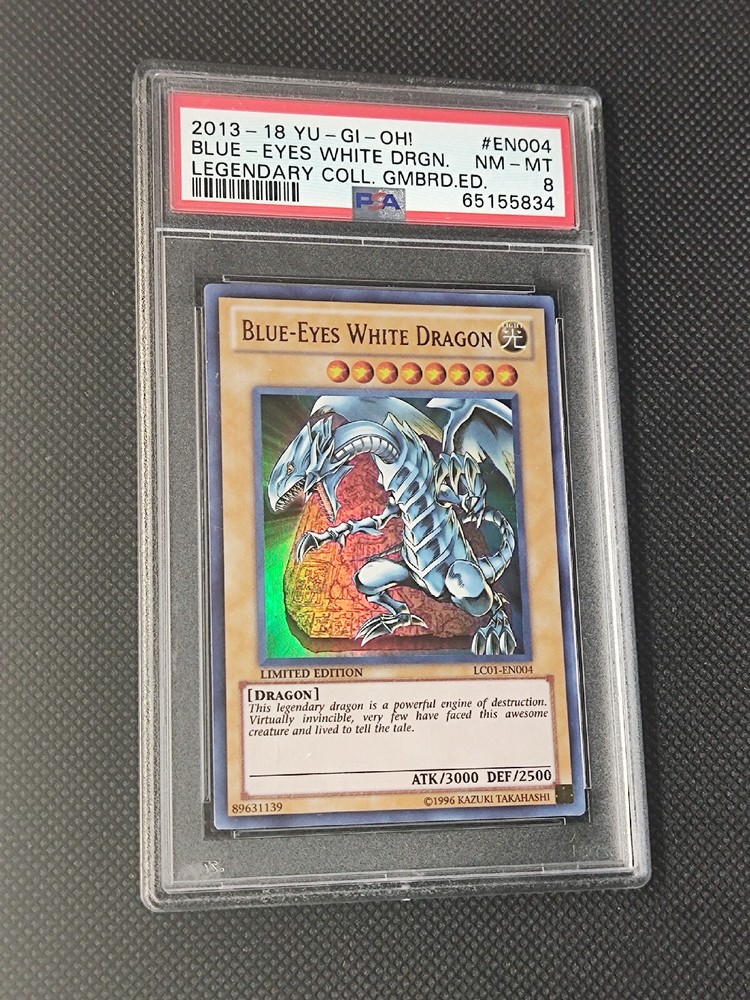 2013-18 YU-GI-OH! #EN004
BLUE-EYES WHITE DRGN. NM-MT
LEGENDARY COLL. GMBRD.ED. 8
PSA 65155834
BLUE-EYES WHITE DRAGON
LIGHT
光
LIMITED EDITION LC01-EN004
[DRAGON]
This legendary dragon is a powerful engine of destruction.
Virtually invincible, very few have faced this awesome
creature and lived to tell the tale.
ATK/3000 DEF/2500
89631139 ©1996 KAZUKI TAKAHASHI